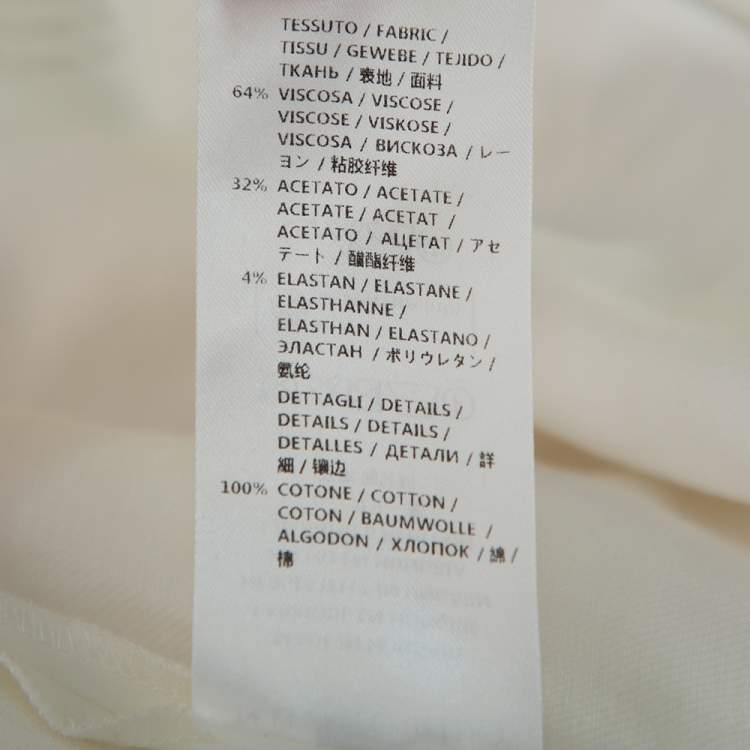 TESSUTO / FABRIC /
TISSU / GEWEBE / TEJIDO /
ТКАНЬ / 表地 / 面料
64% VISCOSA / VISCOSE /
VISCOSE / VISKOSE /
VISCOSA / ВИСКОЗА / レー
ヨン / 粘胶纤维
32% ACETATO / ACETATE /
ACETATE / ACETAT /
ACETATO / АЦЕТАТ / アセ
テート / 醋酯纤维
4% ELASTAN / ELASTANE /
ELASTHANNE /
ELASTHAN / ELASTANO /
ЭЛАСТАН / ポリウレタン /
氨纶
DETTAGLI / DETAILS /
DETAILS / DETAILS /
DETALLES / ДЕТАЛИ / 詳
細 / 镶边
100% COTONE / COTTON /
COTON / BAUMWOLLE /
ALGODON / ХЛОПОК / 綿 /
棉